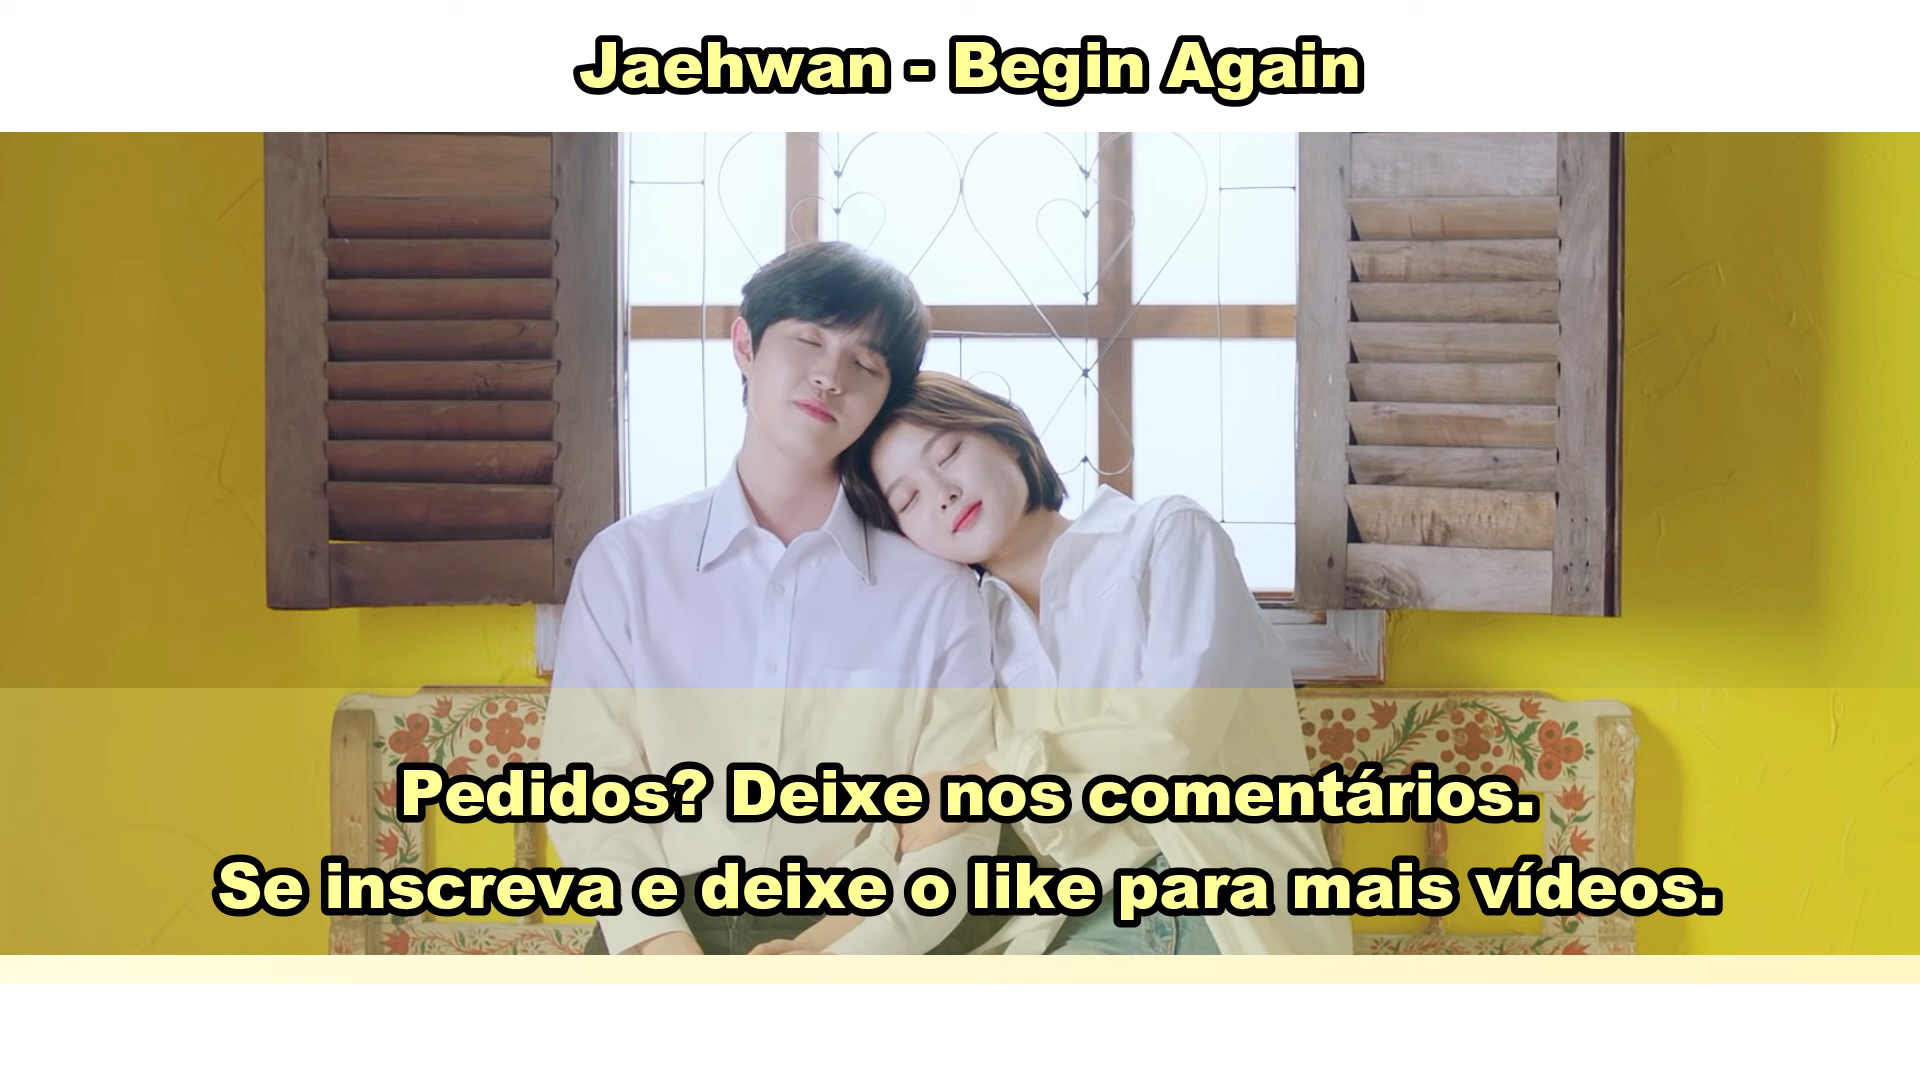 Jaehwan - Begin Again
Pedidos? Deixe nos comentários.
Se inscreva e deixe o like para mais vídeos.